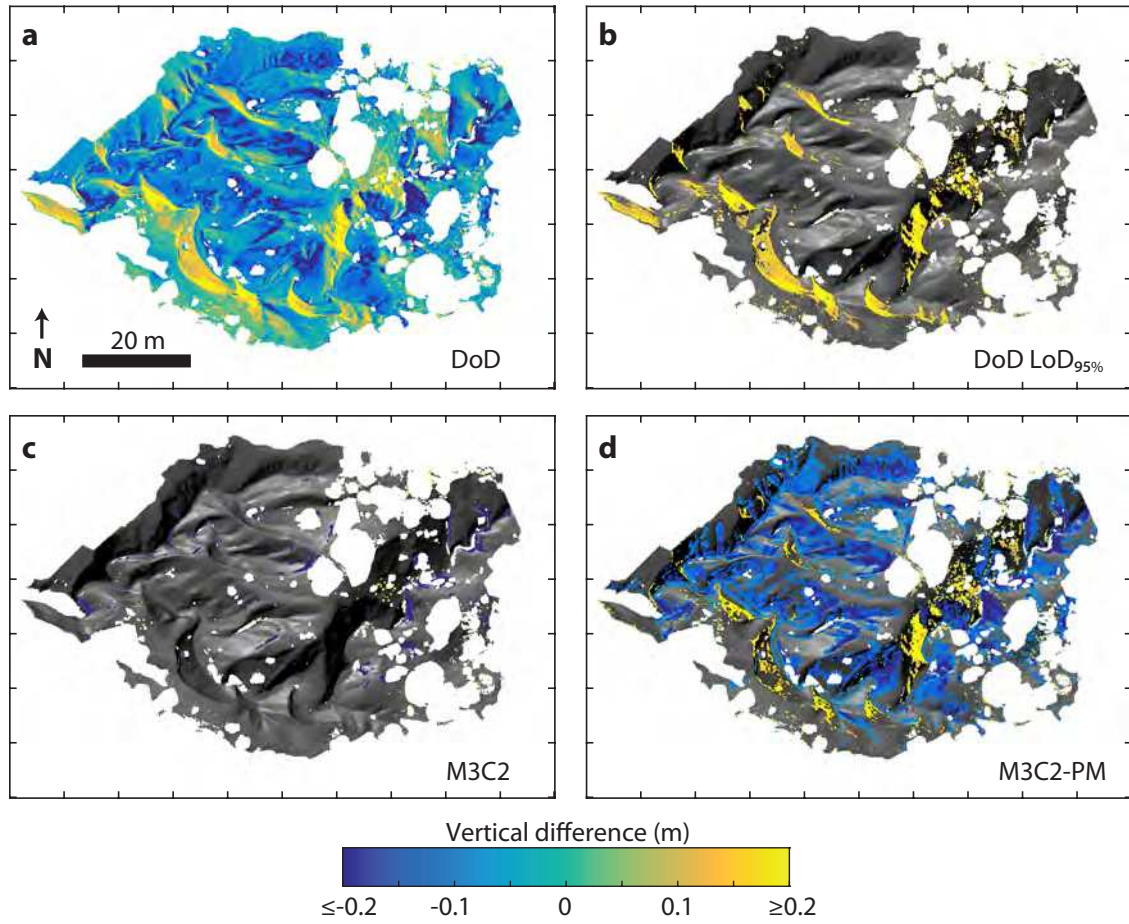 a
b
20 m
N
DoD
DoD LoD95%
c
d
M3C2
M3C2-PM
Vertical difference (m)
≤-0.2 -0.1 0 0.1 ≥0.2